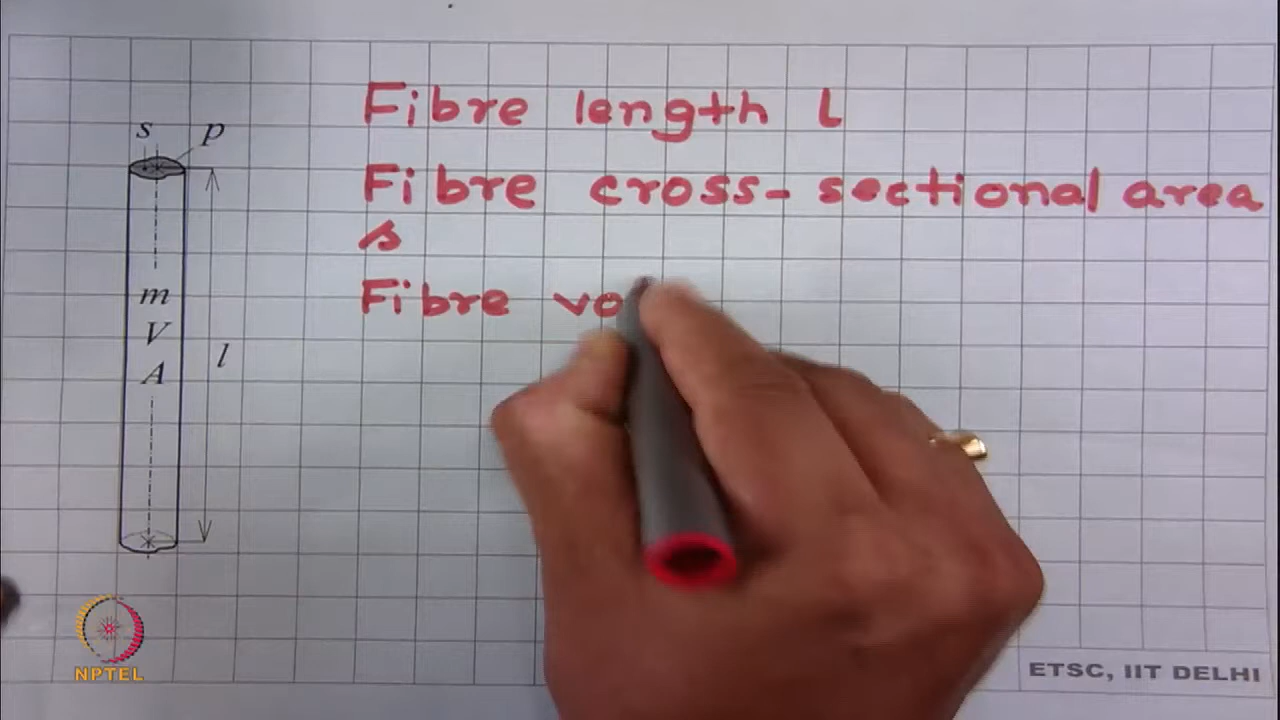 s p
Fibre length l
Fibre cross-sectional area
s
Fibre vo
m
V
A
l
NPTEL
ETSC, IIT DELHI